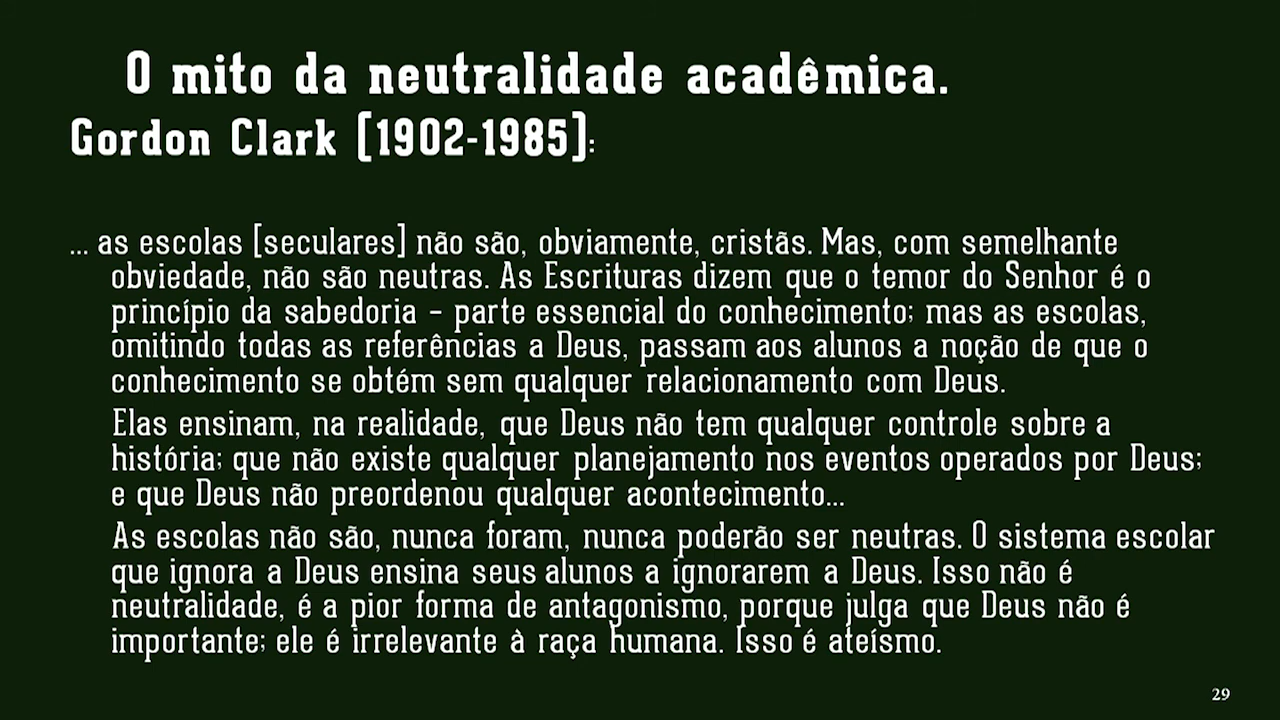 O mito da neutralidade acadêmica.
Gordon Clark [1902-1985]:
... as escolas [seculares] não são, obviamente, cristãs. Mas, com semelhante
obviedade, não são neutras. As Escrituras dizem que o temor do Senhor é o
princípio da sabedoria – parte essencial do conhecimento; mas as escolas,
omitindo todas as referências a Deus, passam aos alunos a noção de que o
conhecimento se obtém sem qualquer relacionamento com Deus.
Elas ensinam, na realidade, que Deus não tem qualquer controle sobre a
história; que não existe qualquer planejamento nos eventos operados por Deus;
e que Deus não preordenou qualquer acontecimento...
As escolas não são, nunca foram, nunca poderão ser neutras. O sistema escolar
que ignora a Deus ensina seus alunos a ignorarem a Deus. Isso não é
neutralidade, é a pior forma de antagonismo, porque julga que Deus não é
importante; ele é irrelevante à raça humana. Isso é ateísmo.
29